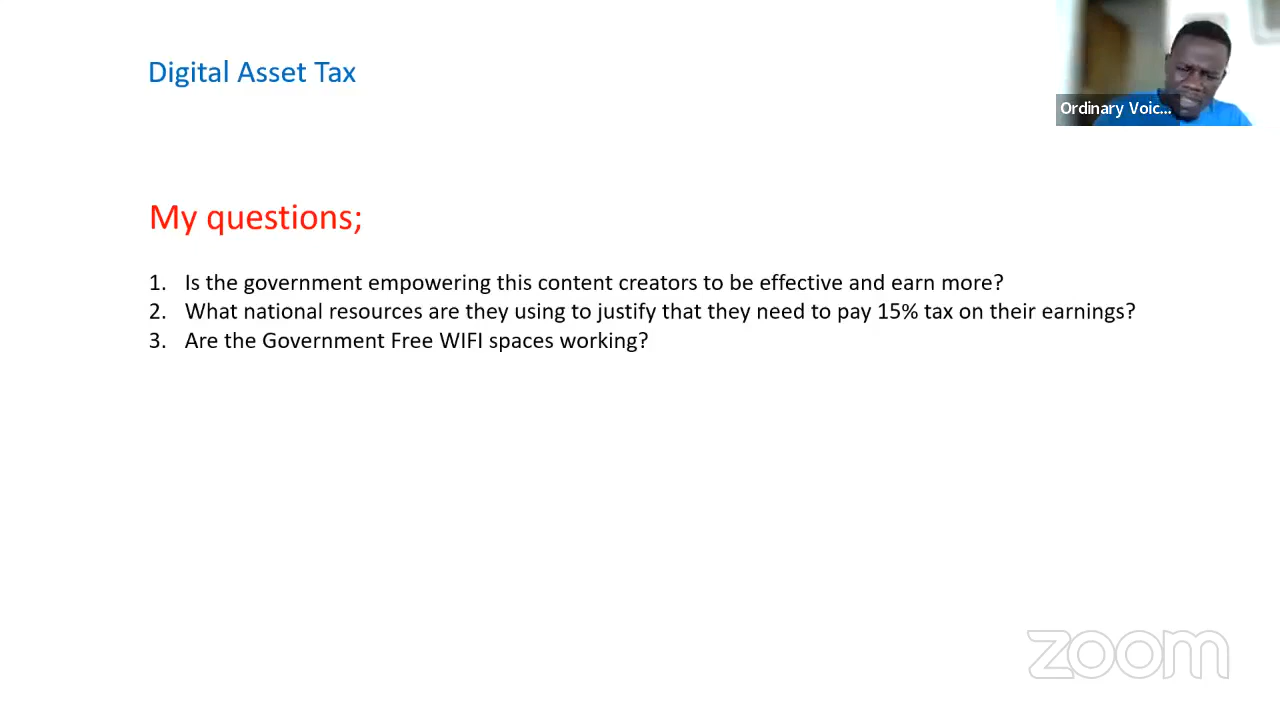 Digital Asset Tax
Ordinary Voic...
My questions;
1. Is the government empowering this content creators to be effective and earn more?
2. What national resources are they using to justify that they need to pay 15% tax on their earnings?
3. Are the Government Free WIFI spaces working?
zoom